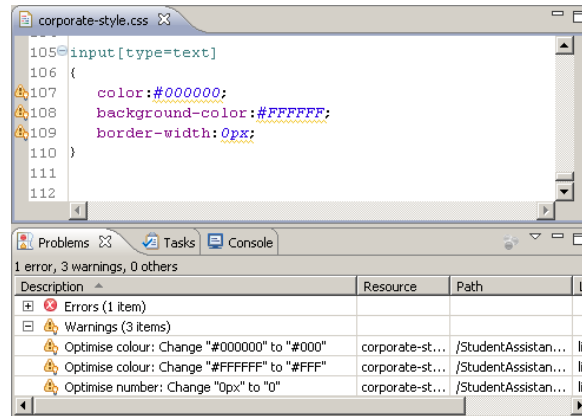 corporate-style.css
105 input[type=text]
106 {
107 color:#000000;
108 background-color:#FFFFFF;
109 border-width:0px;
110 }
111
112
Problems Tasks Console
1 error, 3 warnings, 0 others
Description Resource Path
Errors (1 item)
Warnings (3 items)
Optimise colour: Change "#000000" to "#000" corporate-st... /StudentAssistan... li
Optimise colour: Change "#FFFFFF" to "#FFF" corporate-st... /StudentAssistan... li
Optimise number: Change "0px" to "0" corporate-st... /StudentAssistan... li